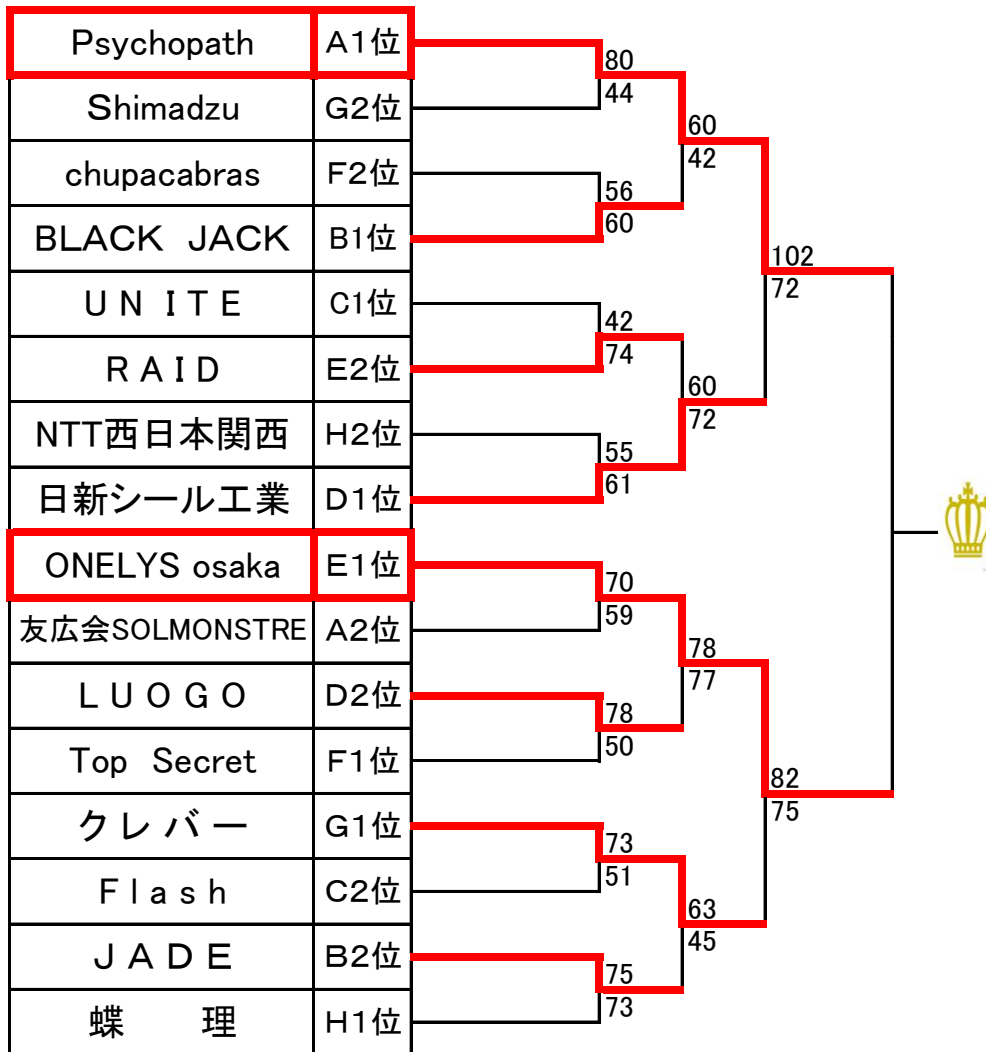 Psychopath A1位
80
Shimadzu G2位
44
60
42
chupacabras F2位
56
BLACK JACK B1位
60
102
72
UNITE C1位
42
RAID E2位
74
60
72
NTT西日本関西 H2位
55
日新シール工業 D1位
61
ONELYS osaka E1位
70
友広会SOLMONSTRE A2位
59
78
77
LUOGO D2位
78
Top Secret F1位
50
82
75
クレバー G1位
73
Flash C2位
51
63
45
JADE B2位
75
蝶理 H1位
73